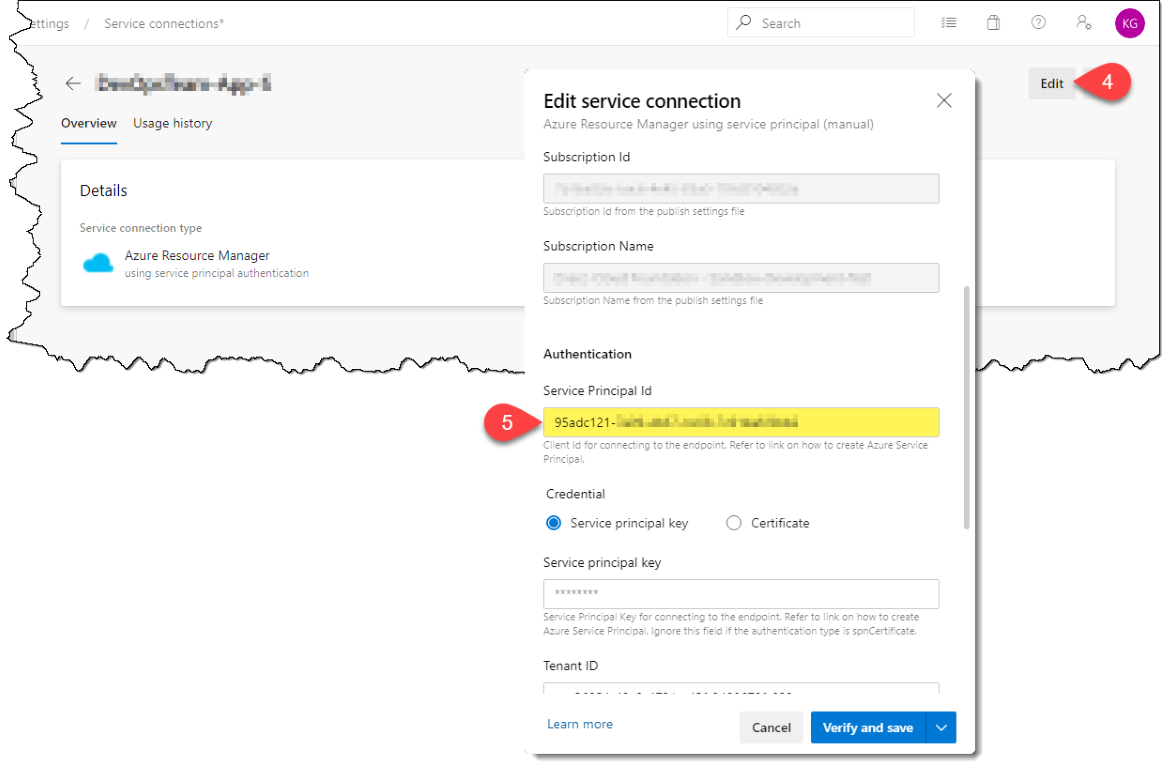 ettings / Service connections*
Search
KG
Edit
4
Overview Usage history
Details
Service connection type
Azure Resource Manager
using service principal authentication
Edit service connection
Azure Resource Manager using service principal (manual)
Subscription Id
Subscription Id from the publish settings file
Subscription Name
Subscription Name from the publish settings file
Authentication
Service Principal Id
5
95adc121-
Client Id for connecting to the endpoint. Refer to link on how to create Azure Service
Principal.
Credential
Service principal key Certificate
Service principal key
********
Service Principal Key for connecting to the endpoint. Refer to link on how to create
Azure Service Principal. Ignore this field if the authentication type is spnCertificate.
Tenant ID
Learn more
Cancel
Verify and save